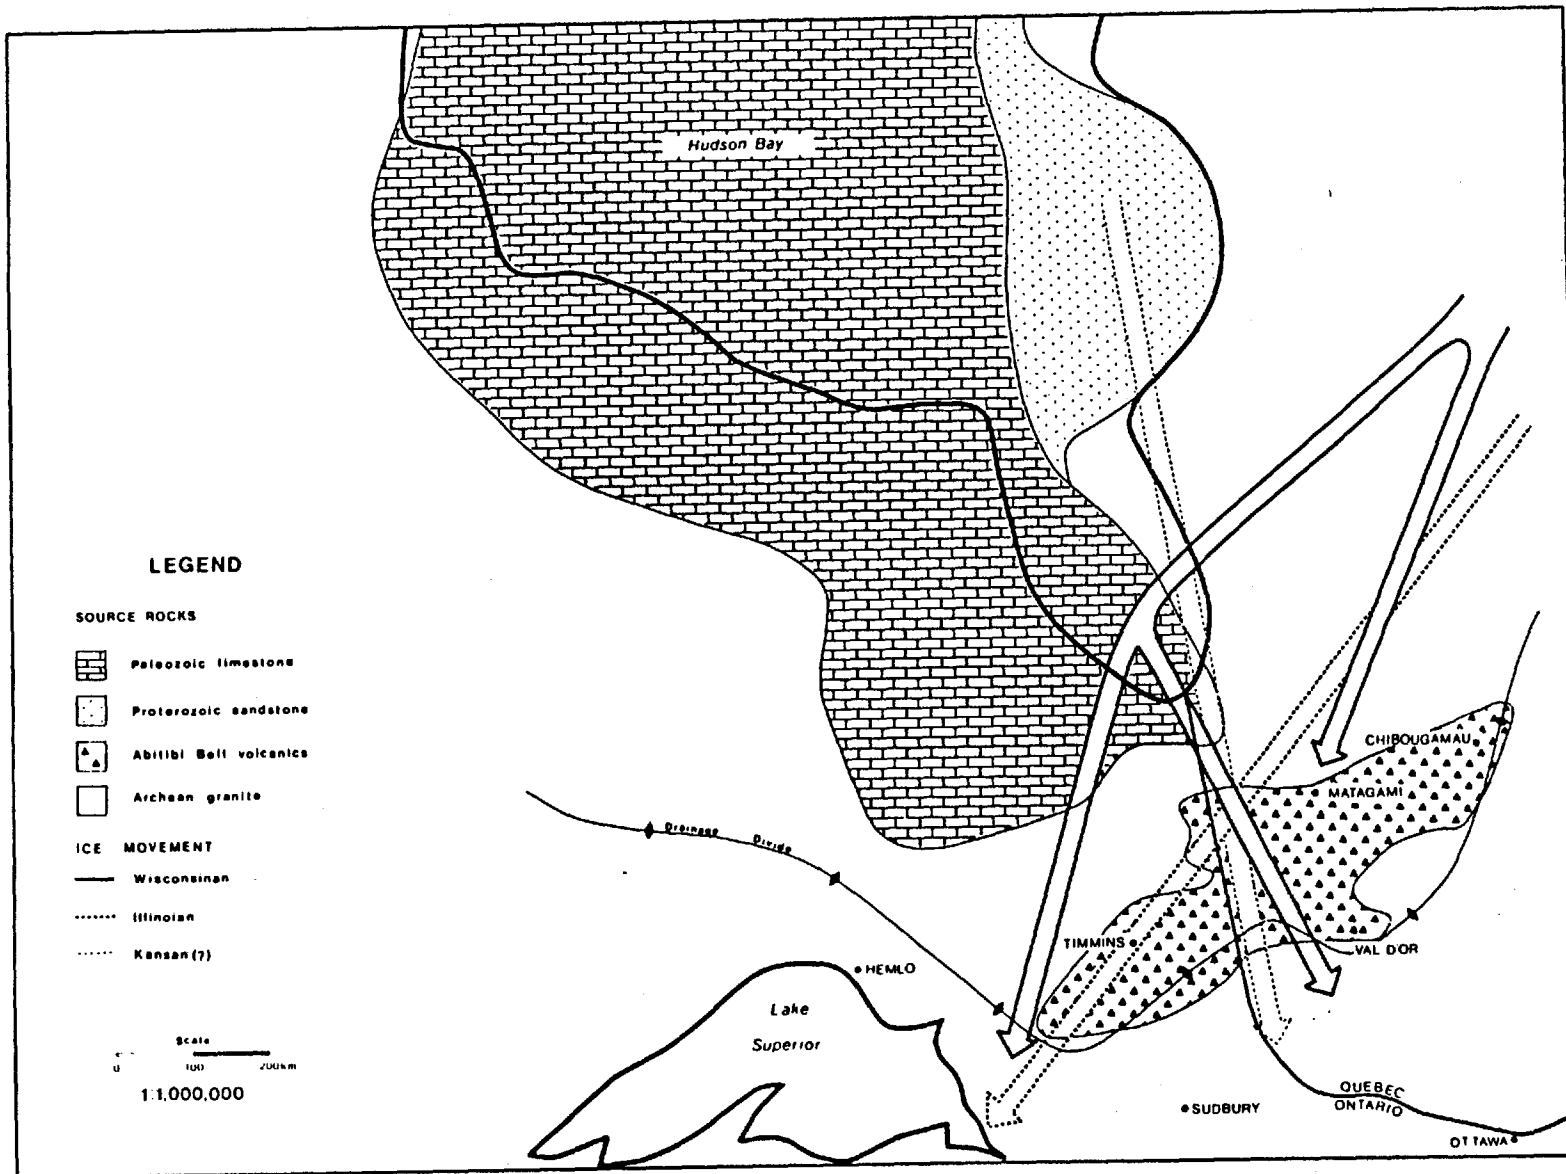 Hudson Bay
LEGEND
SOURCE ROCKS
Paleozoic limestone
Proterozoic sandstone
Abitibi Belt volcanics
Archean granite
ICE MOVEMENT
Wisconsinan
Illinoian
Kansan (?)
Scale
0 100 200km
1:1,000,000
Drainage Divide
CHIBOUGAMAU
MATAGAMI
TIMMINS
VAL D'OR
HEMLO
Lake
Superior
SUDBURY
QUEBEC
ONTARIO
OTTAWA